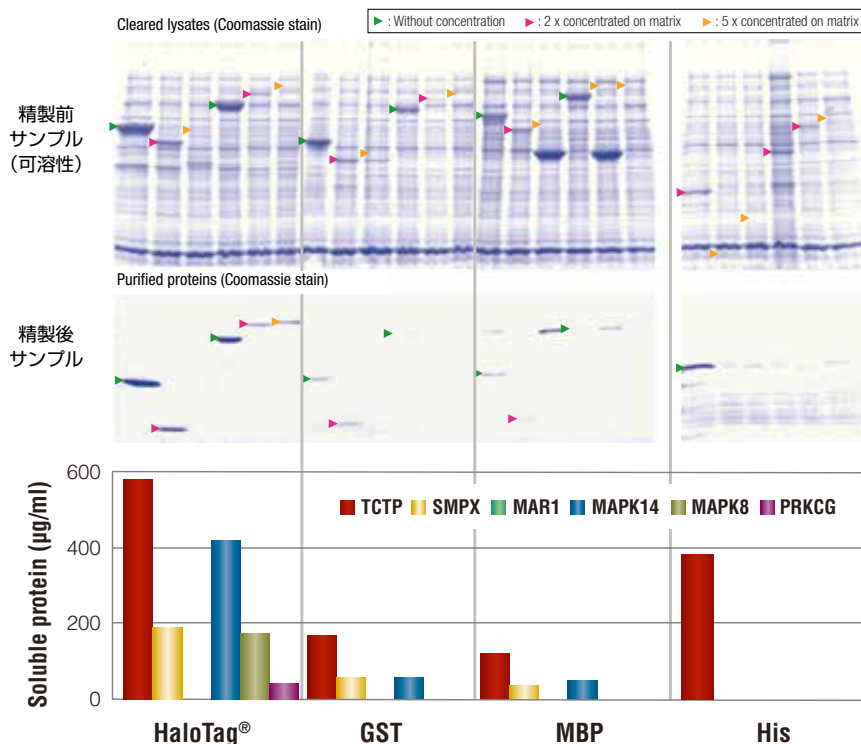 Cleared lysates (Coomassie stain)
: Without concentration : 2 x concentrated on matrix : 5 x concentrated on matrix
精製前
サンプル
（可溶性）
Purified proteins (Coomassie stain)
精製後
サンプル
Soluble protein (µg/ml)
600
400
200
0
TCTP SMPX MAR1 MAPK14 MAPK8 PRKCG
HaloTag® GST MBP His